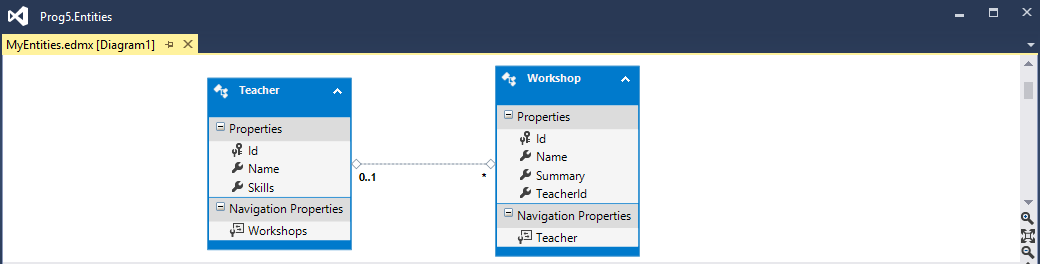 Prog5.Entities
MyEntities.edmx [Diagram1]
Teacher
Properties
Id
Name
Skills
Navigation Properties
Workshops
0..1
*
Workshop
Properties
Id
Name
Summary
TeacherId
Navigation Properties
Teacher